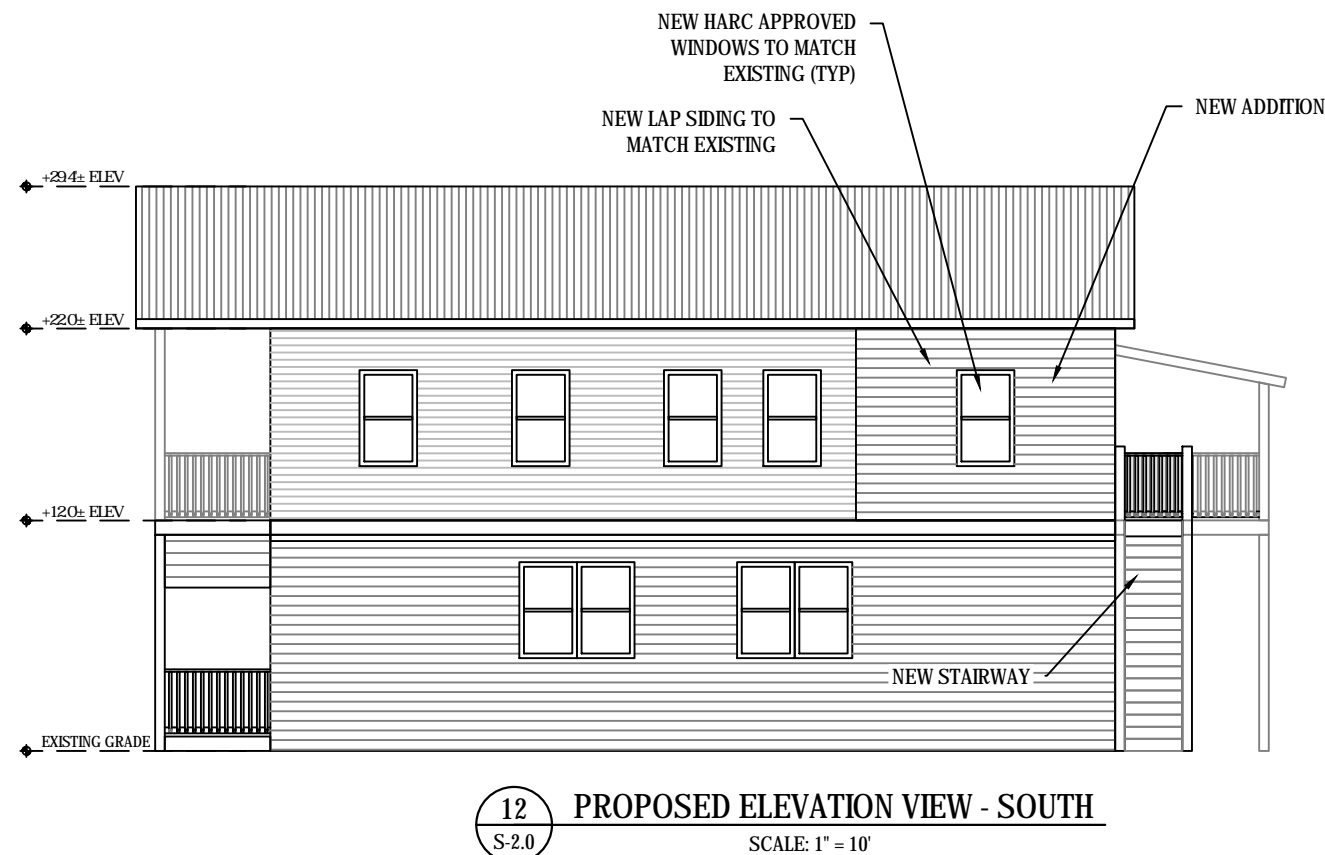 NEW HARC APPROVED
WINDOWS TO MATCH
EXISTING (TYP)
NEW LAP SIDING TO
MATCH EXISTING
NEW ADDITION
+29.4± ELEV
+22.0± ELEV
+12.0± ELEV
NEW STAIRWAY
EXISTING GRADE
12
S-2.0
PROPOSED ELEVATION VIEW - SOUTH
SCALE: 1" = 10'